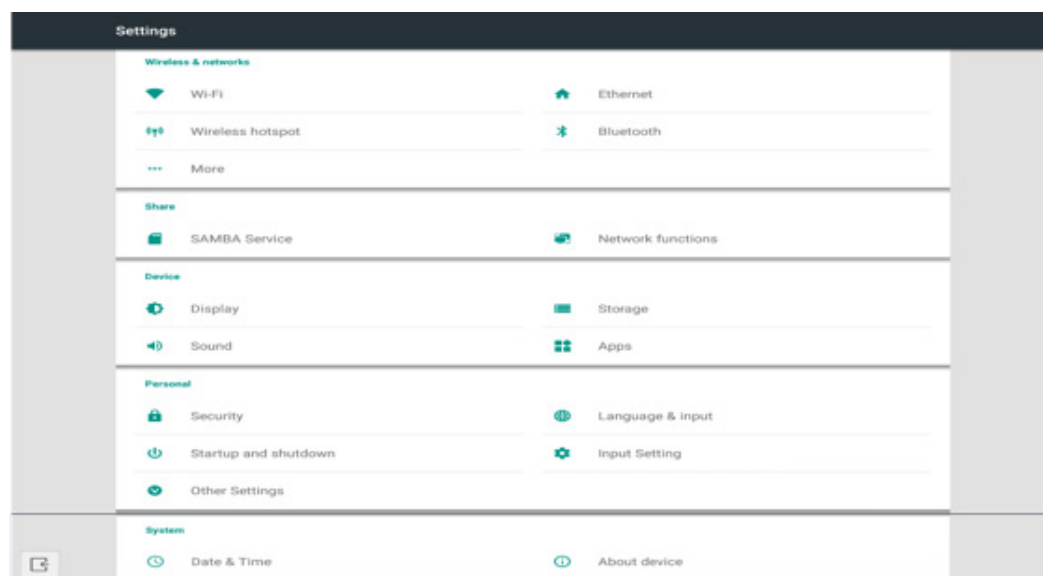 Settings
Wireless & networks
Wi-Fi
Ethernet
Wireless hotspot
Bluetooth
More
Share
SAMBA Service
Network functions
Device
Display
Storage
Sound
Apps
Personal
Security
Language & input
Startup and shutdown
Input Setting
Other Settings
System
Date & Time
About device